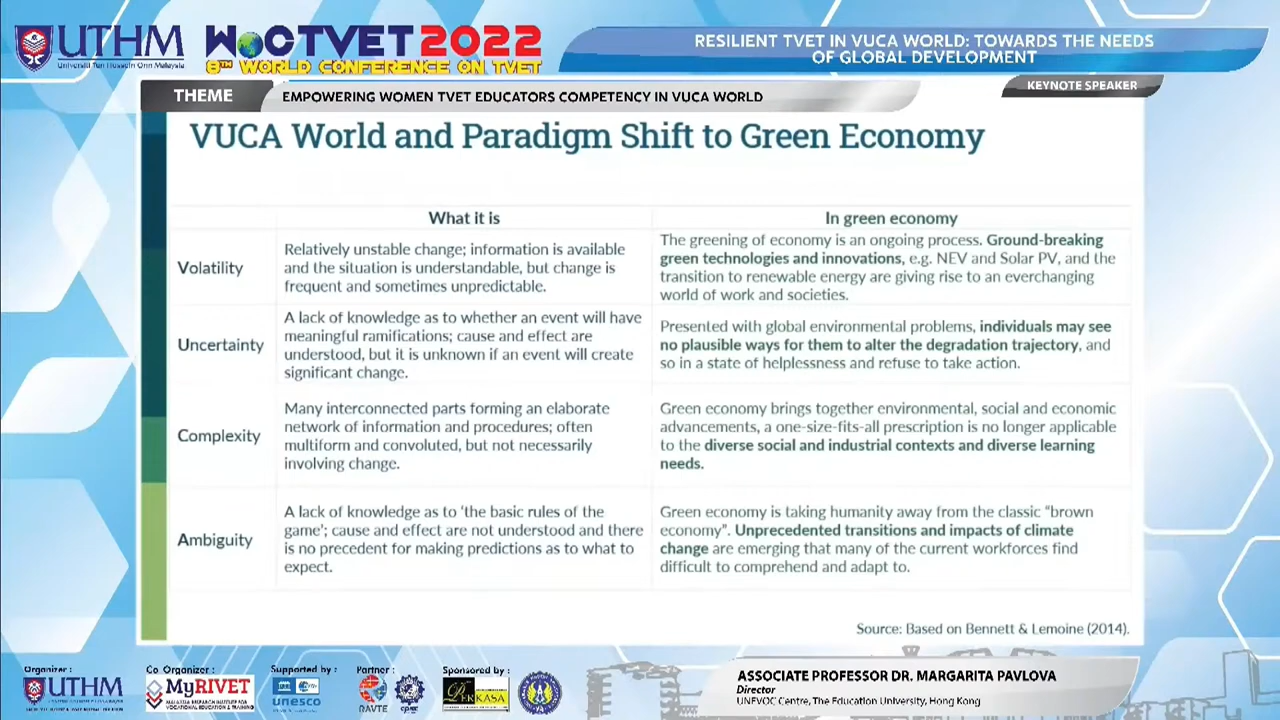 UTHM
Universiti Tun Hussein Onn Malaysia
WOCTVET 2022
8TH WORLD CONFERENCE ON TVET
RESILIENT TVET IN VUCA WORLD: TOWARDS THE NEEDS
OF GLOBAL DEVELOPMENT
THEME
EMPOWERING WOMEN TVET EDUCATORS COMPETENCY IN VUCA WORLD
KEYNOTE SPEAKER
VUCA World and Paradigm Shift to Green Economy
What it is
In green economy
Volatility
Relatively unstable change; information is available
and the situation is understandable, but change is
frequent and sometimes unpredictable.
The greening of economy is an ongoing process. Ground-breaking
green technologies and innovations, e.g. NEV and Solar PV, and the
transition to renewable energy are giving rise to an everchanging
world of work and societies.
Uncertainty
A lack of knowledge as to whether an event will have
meaningful ramifications; cause and effect are
understood, but it is unknown if an event will create
significant change.
Presented with global environmental problems, individuals may see
no plausible ways for them to alter the degradation trajectory, and
so in a state of helplessness and refuse to take action.
Complexity
Many interconnected parts forming an elaborate
network of information and procedures; often
multiform and convoluted, but not necessarily
involving change.
Green economy brings together environmental, social and economic
advancements, a one-size-fits-all prescription is no longer applicable
to the diverse social and industrial contexts and diverse learning
needs.
Ambiguity
A lack of knowledge as to 'the basic rules of the
game'; cause and effect are not understood and there
is no precedent for making predictions as to what to
expect.
Green economy is taking humanity away from the classic "brown
economy". Unprecedented transitions and impacts of climate
change are emerging that many of the current workforces find
difficult to comprehend and adapt to.
Source: Based on Bennett & Lemoine (2014).
Organizer :
UTHM
Co Organizer :
MyRIVET
MALAYSIA RESEARCH INSTITUTE FOR
VOCATIONAL EDUCATION & TRAINING
Supported by :
unesco
Partner :
RAVTE
Sponsored by :
PERKASA
ASSOCIATE PROFESSOR DR. MARGARITA PAVLOVA
Director
UNEVOC Centre, The Education University, Hong Kong